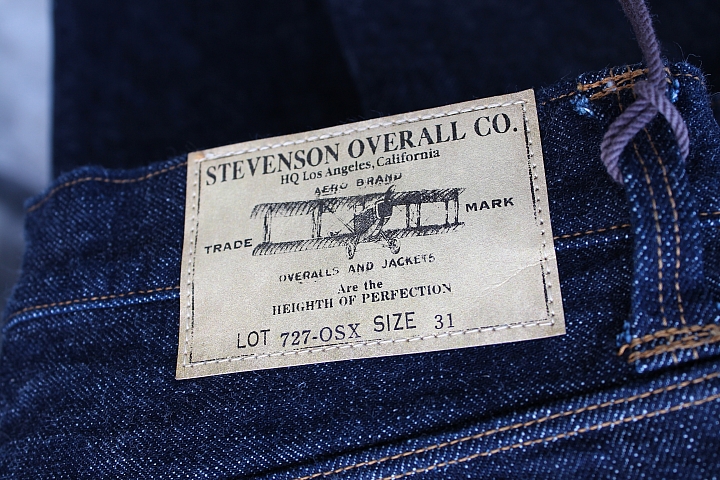 STEVENSON OVERALL CO.
HQ Los Angeles, California
AERO BRAND
TRADE MARK
OVERALLS AND JACKETS
Are the
HEIGHTH OF PERFECTION
LOT 727-OSX SIZE 31